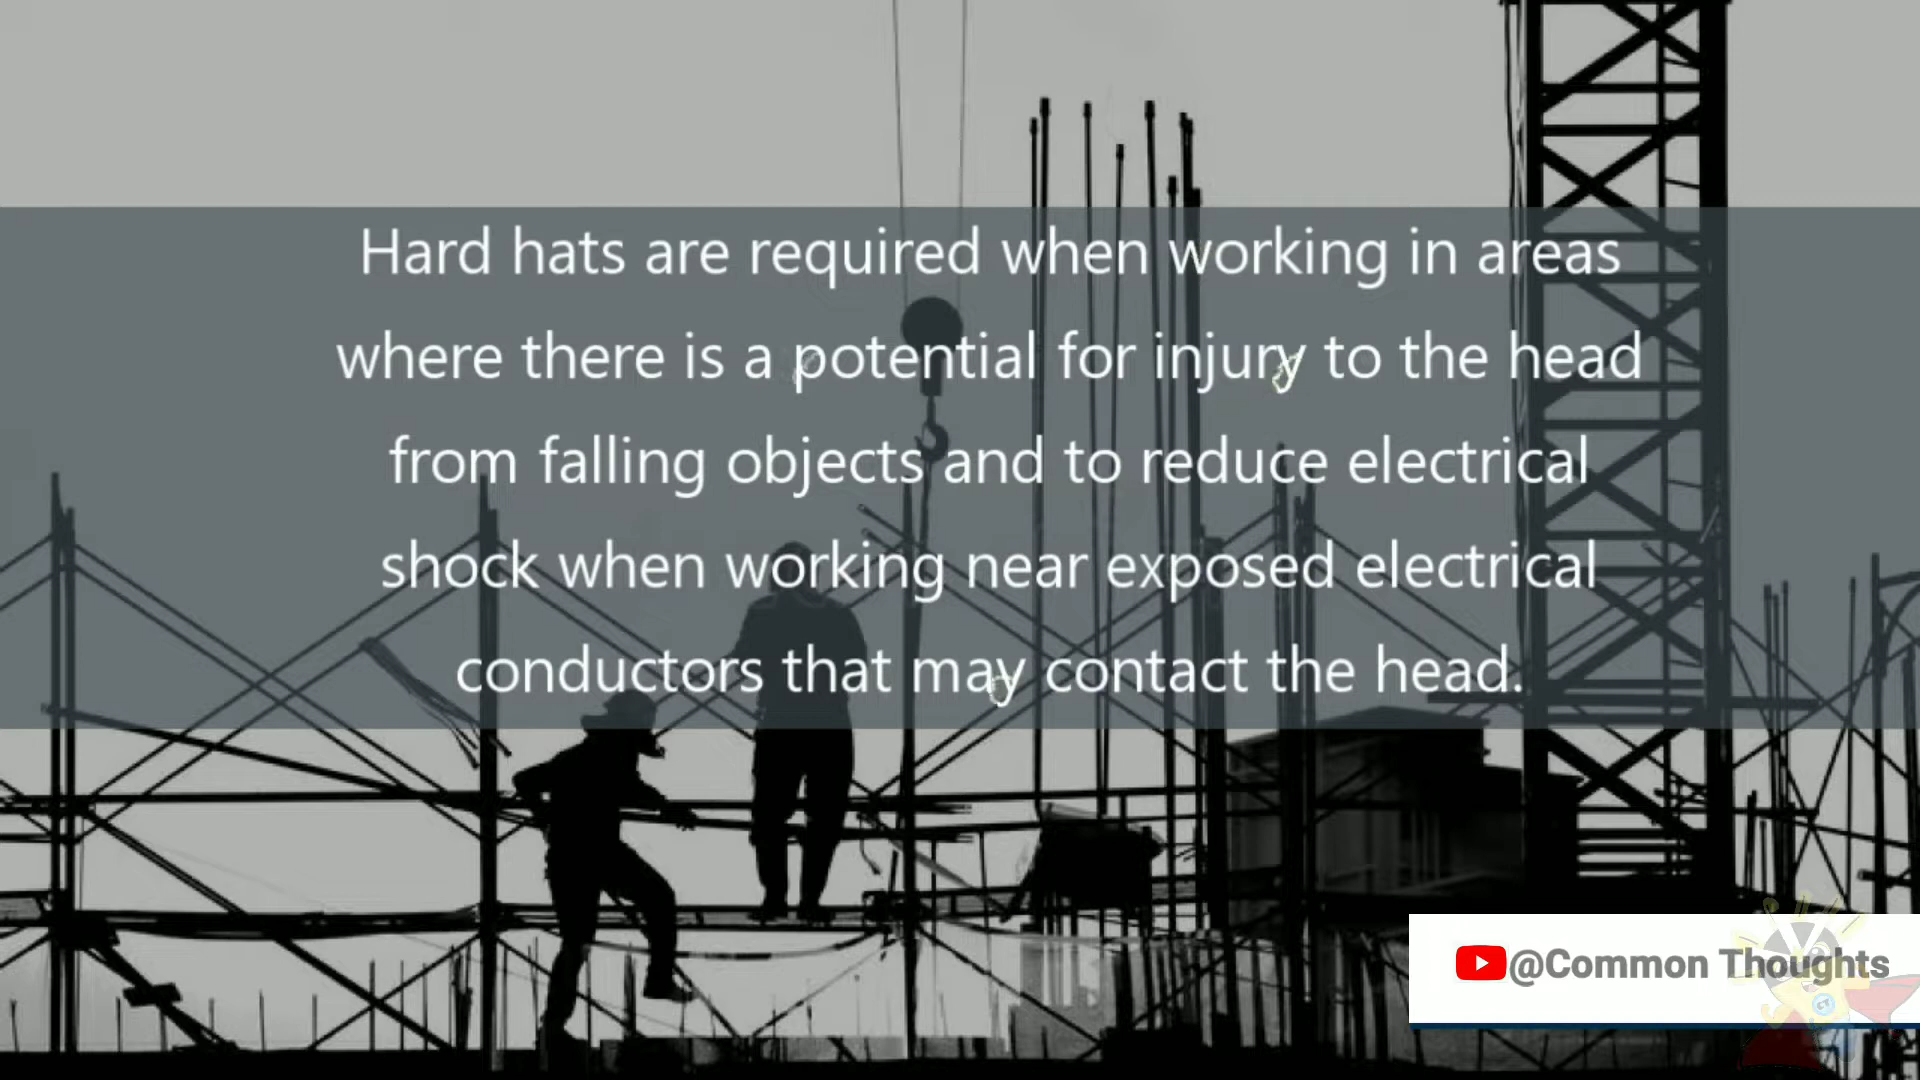 Hard hats are required when working in areas
where there is a potential for injury to the head
from falling objects and to reduce electrical
shock when working near exposed electrical
conductors that may contact the head.
@Common Thoughts
CT